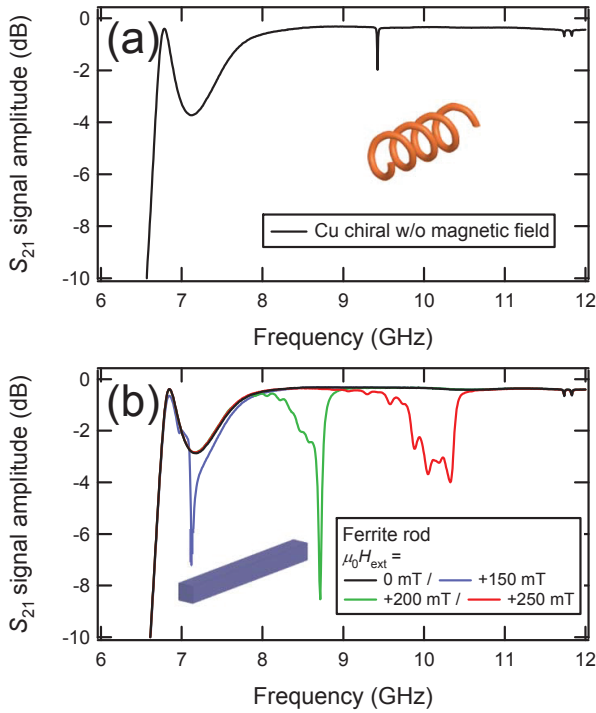 (a)
0
-2
-4
-6
-8
-10
S21 signal amplitude (dB)
Cu chiral w/o magnetic field
6 7 8 9 10 11 12
Frequency (GHz)
(b)
0
-2
-4
-6
-8
-10
S21 signal amplitude (dB)
Ferrite rod
μ0Hext =
0 mT / +150 mT
+200 mT / +250 mT
6 7 8 9 10 11 12
Frequency (GHz)